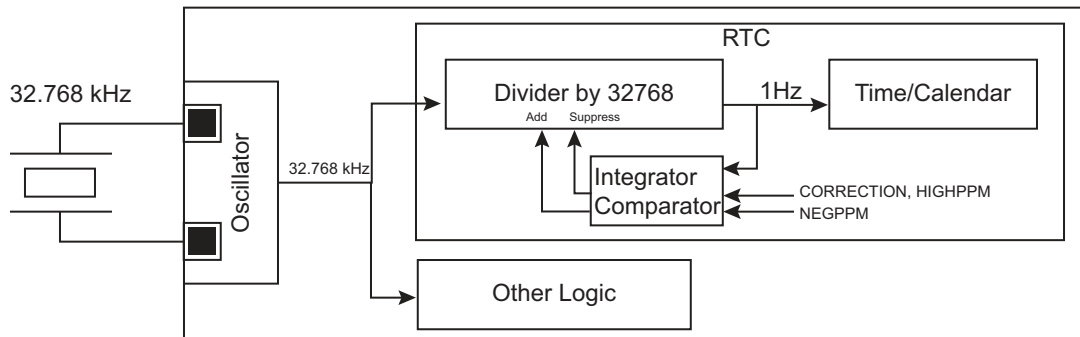 RTC
32.768 kHz
Divider by 32768
Add Suppress
1Hz
Time/Calendar
Oscillator
32.768 kHz
Integrator
Comparator
CORRECTION, HIGHPPM
NEGPPM
Other Logic